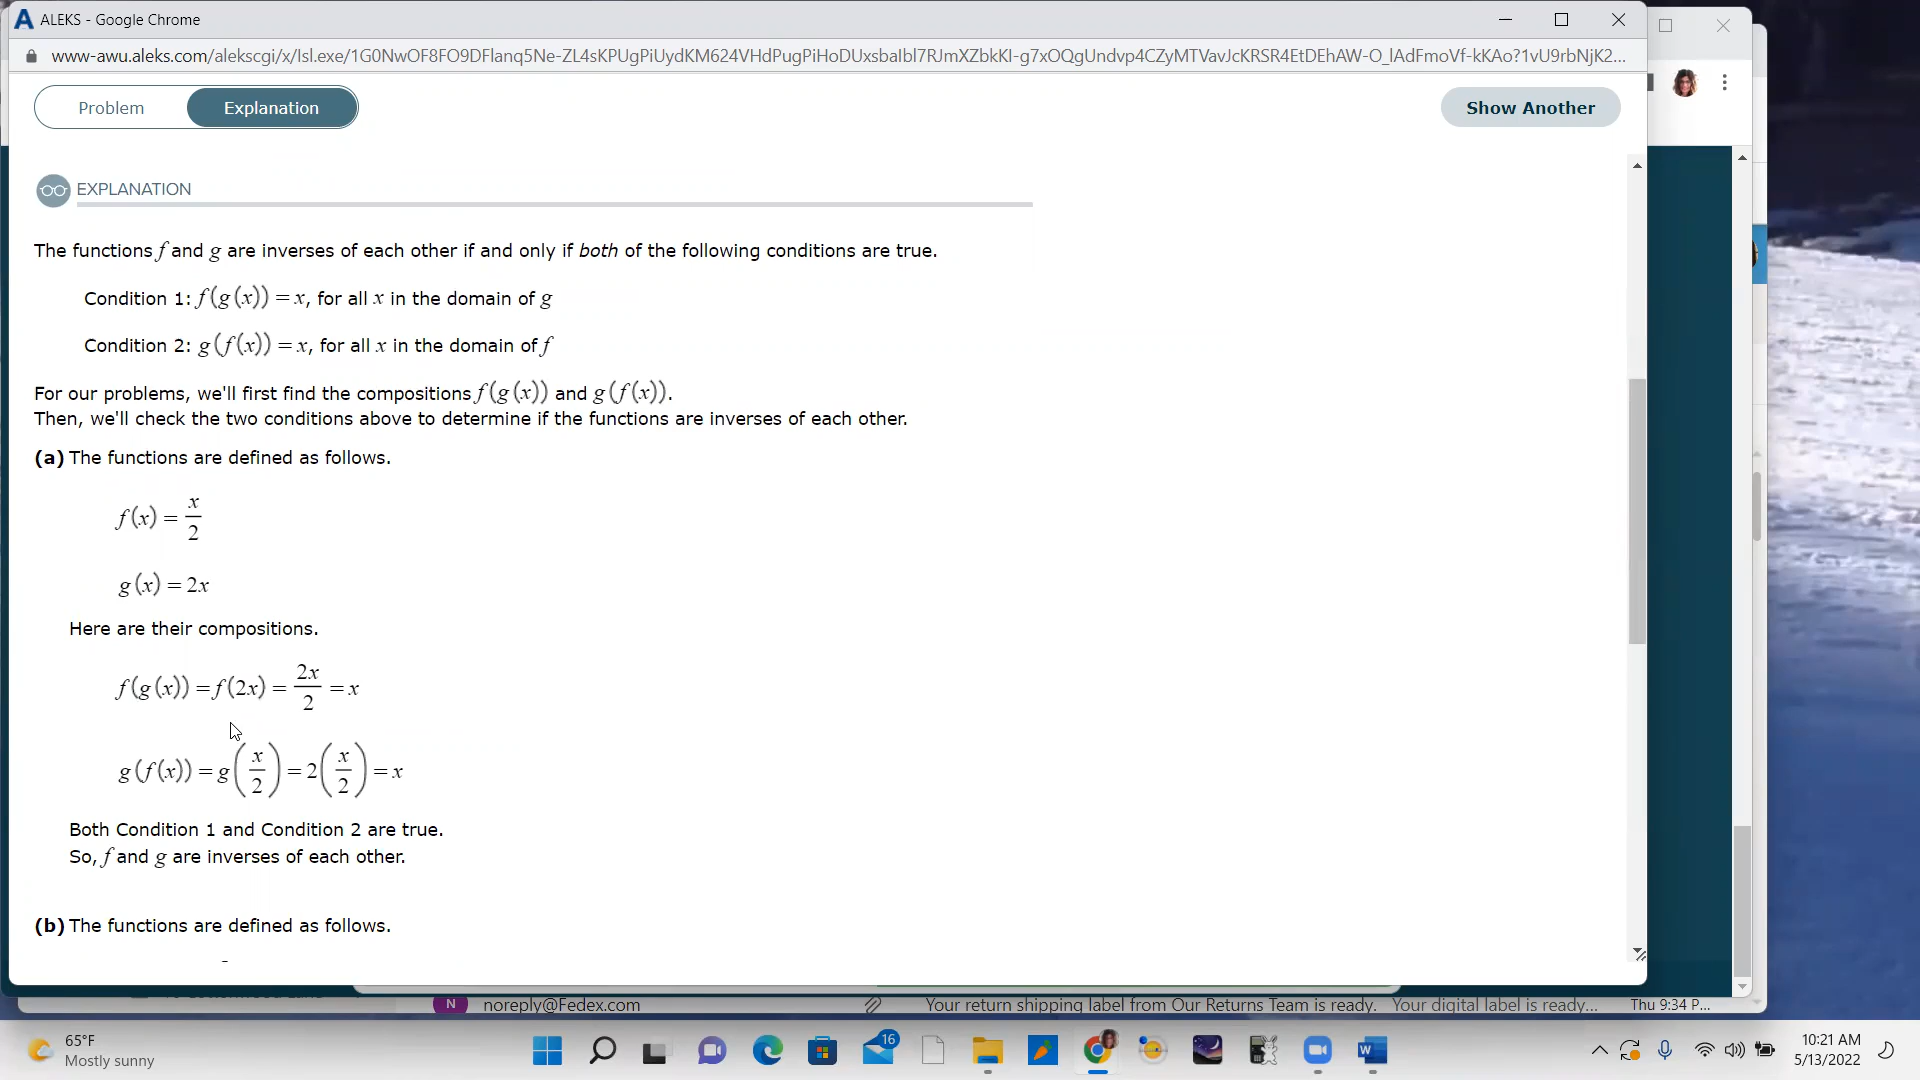 ALEKS - Google Chrome
www-awu.aleks.com/alekscgi/x/Isl.exe/1G0NwOF8FO9DFlanq5Ne-ZL4sKPUgPiUydKM624VHdPugPiHoDUxsbaIbl7RJmXZbkKI-g7xOQgUndvp4CZyMTVavJcKRSR4EtDEhAW-O_lAdFmoVf-kKAo?1vU9rbNjK2...
Problem
Explanation
Show Another
EXPLANATION
The functions f and g are inverses of each other if and only if both of the following conditions are true.
Condition 1: f(g(x)) = x, for all x in the domain of g
Condition 2: g(f(x)) = x, for all x in the domain of f
For our problems, we'll first find the compositions f(g(x)) and g(f(x)).
Then, we'll check the two conditions above to determine if the functions are inverses of each other.
(a) The functions are defined as follows.
f(x) = x/2
g(x) = 2x
Here are their compositions.
f(g(x)) = f(2x) = 2x/2 = x
g(f(x)) = g(x/2) = 2(x/2) = x
Both Condition 1 and Condition 2 are true.
So, f and g are inverses of each other.
(b) The functions are defined as follows.
N noreply@Fedex.com Your return shipping label from Our Returns Team is ready. Your digital label is ready... Thu 9:34 P...
65°F
Mostly sunny
16
10:21 AM
5/13/2022